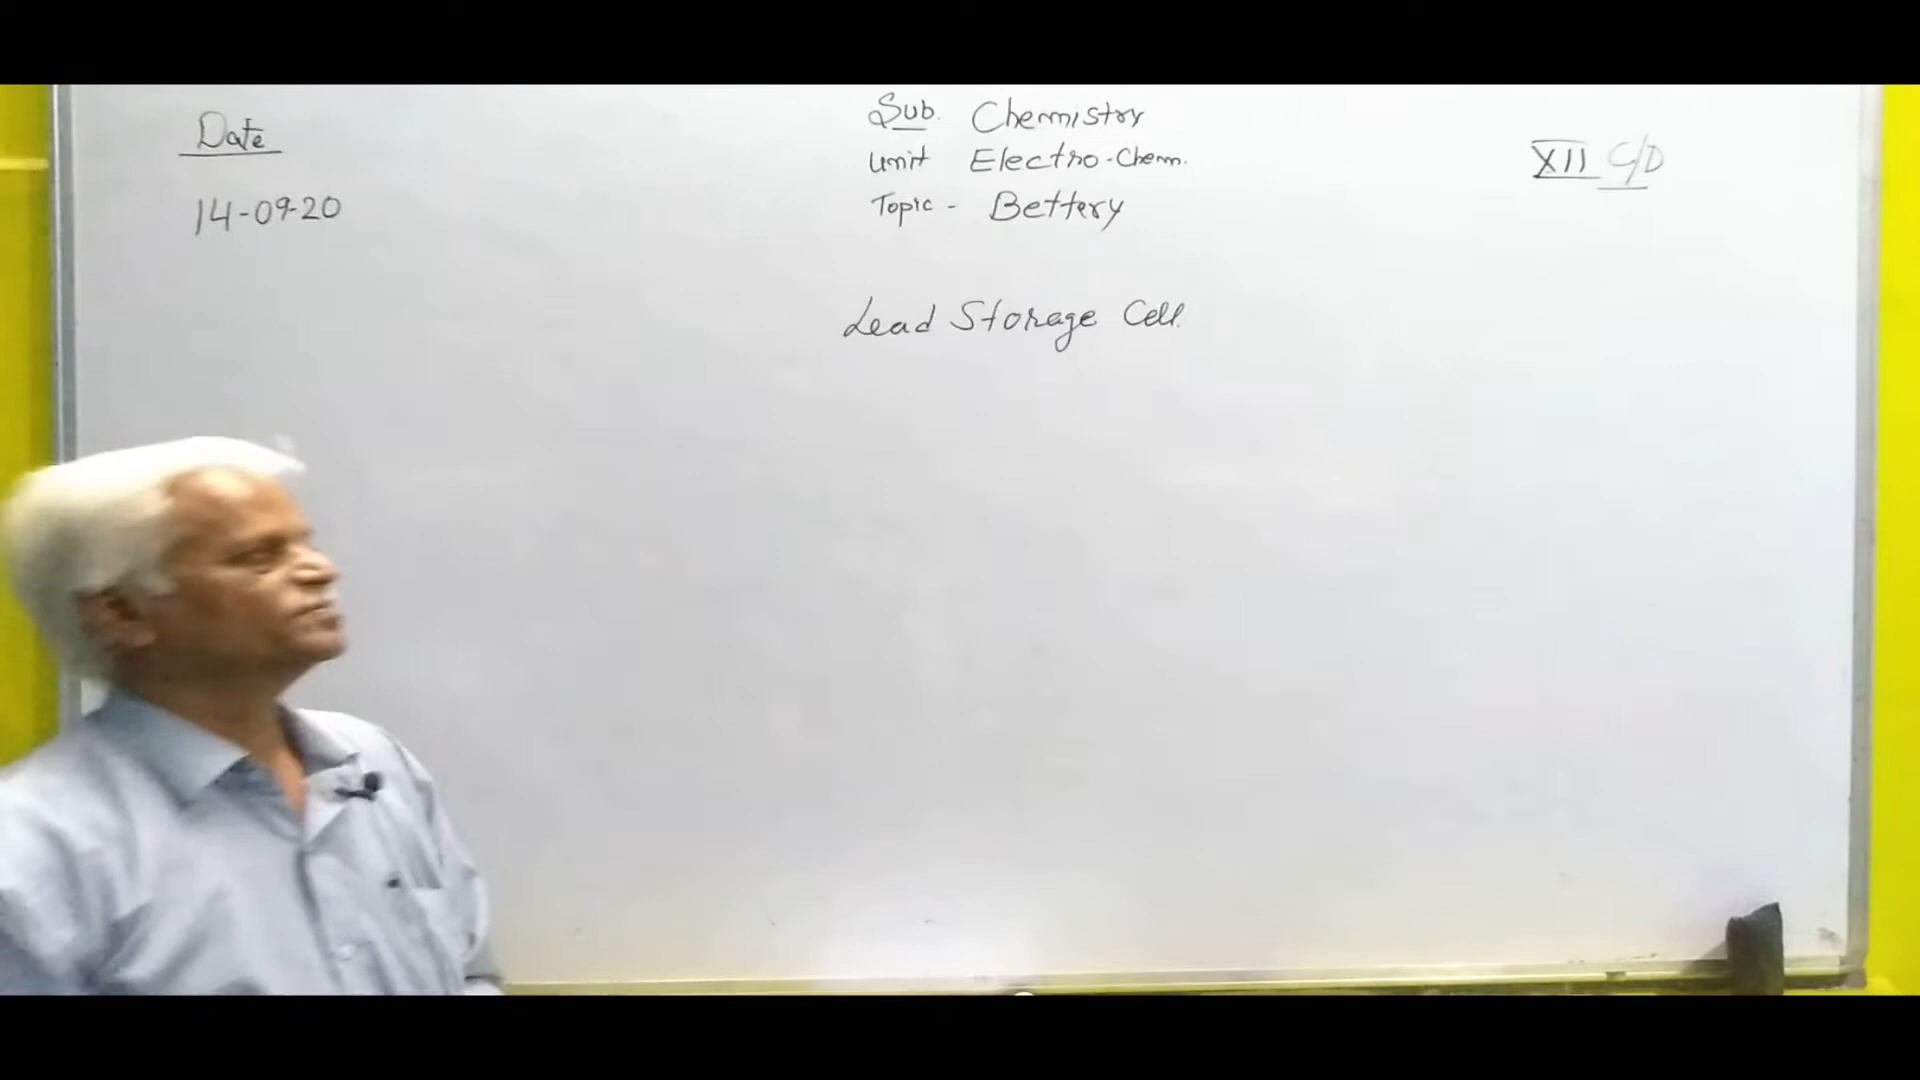 Date
14-09-20
Sub. Chemistry
Unit Electro-Chem.
Topic - Bettery
XII C/D
Lead Storage Cell.